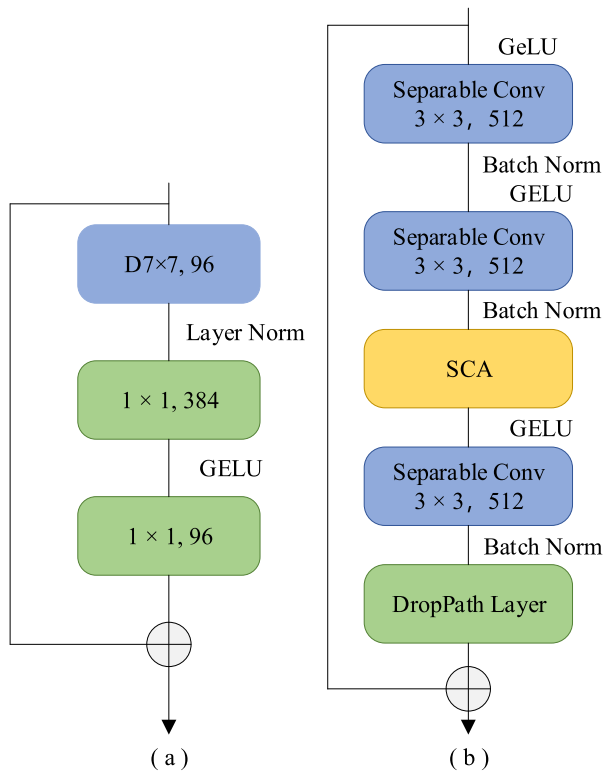 D7×7, 96
Layer Norm
1 × 1, 384
GELU
1 × 1, 96
( a )
GeLU
Separable Conv
3 × 3,  512
Batch Norm
GELU
Separable Conv
3 × 3,  512
Batch Norm
SCA
GELU
Separable Conv
3 × 3,  512
Batch Norm
DropPath Layer
( b )